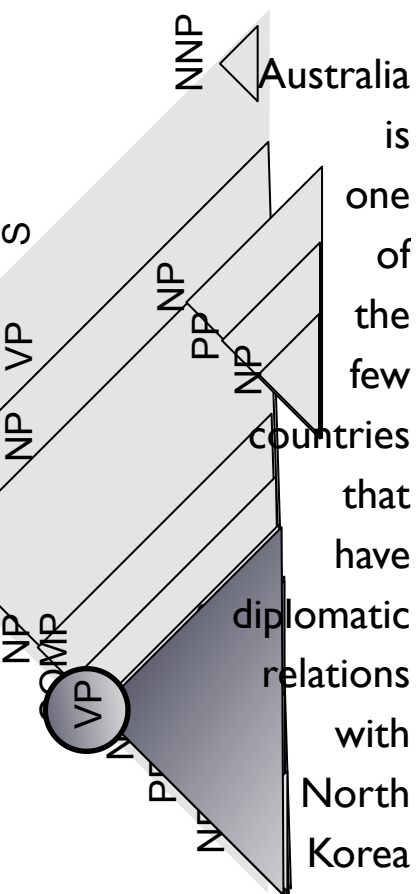 NNP
Australia
is
one
S
of
NP
the
PP
VP
NP
few
NP
countries
that
have
diplomatic
NP
relations
VP
with
North
Korea